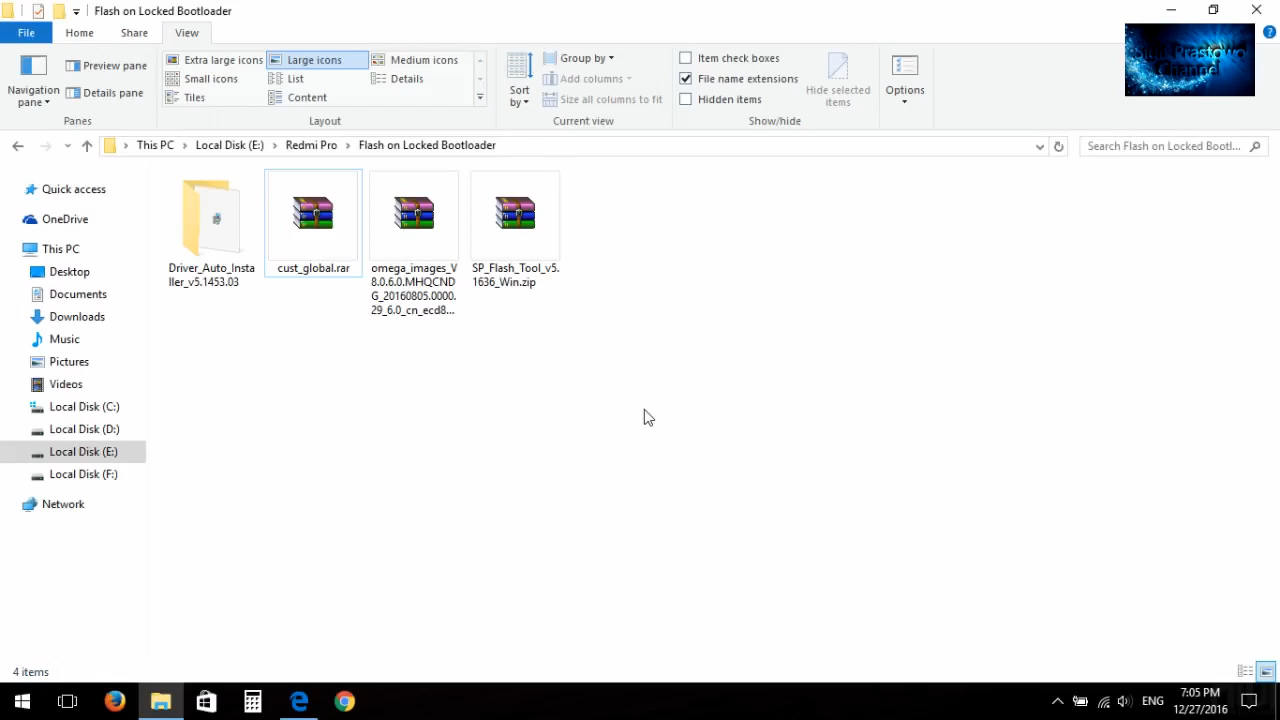 Flash on Locked Bootloader
File Home Share View
Preview pane
Details pane
Navigation
pane
Panes
Extra large icons Large icons Medium icons
Small icons List Details
Tiles Content
Layout
Sort
by
Group by
Add columns
Size all columns to fit
Current view
Item check boxes
File name extensions
Hidden items
Hide selected
items
Show/hide
Options
Prastowo
Channel
This PC Local Disk (E:) Redmi Pro Flash on Locked Bootloader
Search Flash on Locked Bootl...
Quick access
OneDrive
This PC
Desktop
Documents
Downloads
Music
Pictures
Videos
Local Disk (C:)
Local Disk (D:)
Local Disk (E:)
Local Disk (F:)
Network
Driver_Auto_Insta
ller_v5.1453.03
cust_global.rar
omega_images_V
8.0.6.0.MHQCND
G_20160805.0000.
29_6.0_cn_ecd8...
SP_Flash_Tool_v5.
1636_Win.zip
4 items
ENG
7:05 PM
12/27/2016